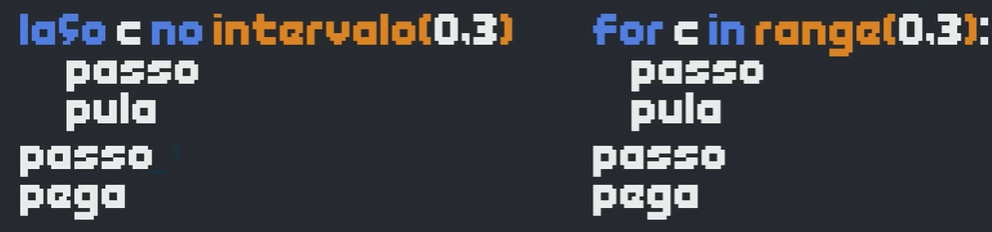 laço c no intervalo(0,3)
    passo
    pula
passo
pega
for c in range(0,3):
    passo
    pula
passo
pega